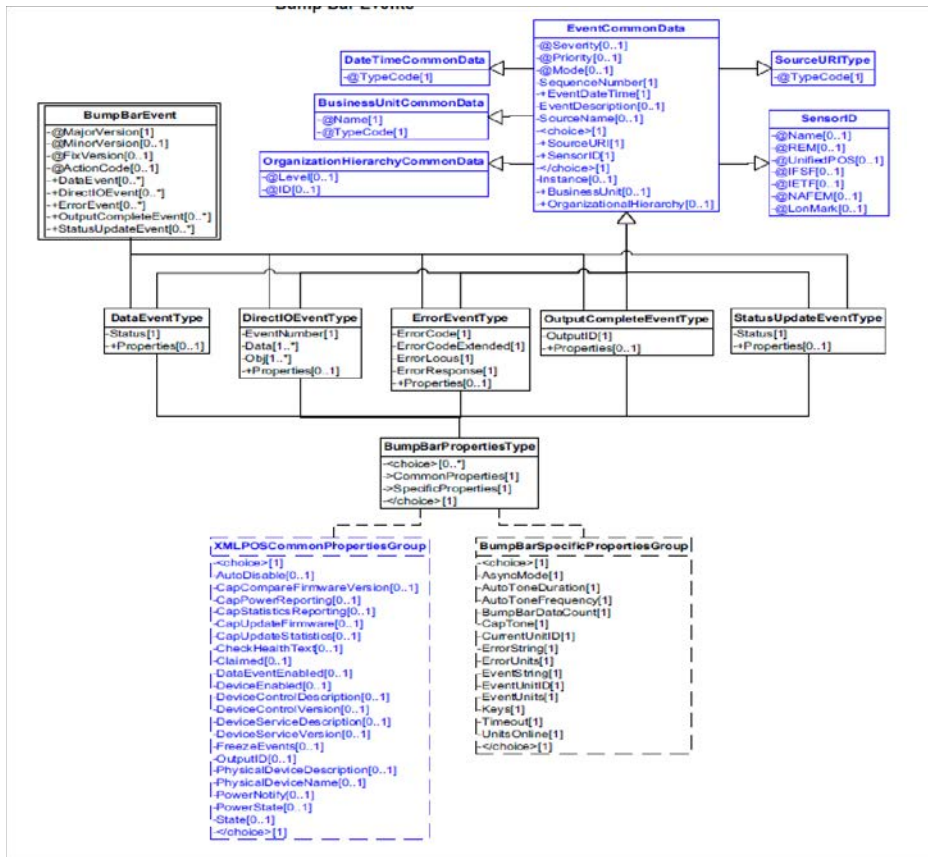 Bump Bar Events
EventCommonData
-@Severity[0..1]
-@Priority[0..1]
-@Mode[0..1]
-SequenceNumber[1]
-+EventDateTime[1]
-EventDescription[0..1]
-SourceName[0..1]
-<choice>[1]
-+SourceURI[1]
-+SensorID[1]
-</choice>[1]
-Instance[0..1]
-+BusinessUnit[0..1]
-+OrganizationalHierarchy[0..1]
DateTimeCommonData
-@TypeCode[1]
BusinessUnitCommonData
-@Name[1]
-@TypeCode[1]
OrganizationHierarchyCommonData
-@Level[0..1]
-@ID[0..1]
SourceURIType
-@TypeCode[1]
SensorID
-@Name[0..1]
-@REM[0..1]
-@UnifiedPOS[0..1]
-@IFSF[0..1]
-@IETF[0..1]
-@NAFEM[0..1]
-@LonMark[0..1]
BumpBarEvent
-@MajorVersion[1]
-@MinorVersion[0..1]
-@FixVersion[0..1]
-@ActionCode[0..1]
-+DataEvent[0..*]
-+DirectIOEvent[0..*]
-+ErrorEvent[0..*]
-+OutputCompleteEvent[0..*]
-+StatusUpdateEvent[0..*]
DataEventType
-Status[1]
-+Properties[0..1]
DirectIOEventType
-EventNumber[1]
-Data[1..*]
-Obj[1..*]
-+Properties[0..1]
ErrorEventType
-ErrorCode[1]
-ErrorCodeExtended[1]
-ErrorLocus[1]
-ErrorResponse[1]
-+Properties[0..1]
OutputCompleteEventType
-OutputID[1]
-+Properties[0..1]
StatusUpdateEventType
-Status[1]
-+Properties[0..1]
BumpBarPropertiesType
-<choice>[0..*]
->CommonProperties[1]
->SpecificProperties[1]
-</choice>[1]
XMLPOSCommonPropertiesGroup
-<choice>[1]
-AutoDisable[0..1]
-CapCompareFirmwareVersion[0..1]
-CapPowerReporting[0..1]
-CapStatisticsReporting[0..1]
-CapUpdateFirmware[0..1]
-CapUpdateStatistics[0..1]
-CheckHealthText[0..1]
-Claimed[0..1]
-DataEventEnabled[0..1]
-DeviceEnabled[0..1]
-DeviceControlDescription[0..1]
-DeviceControlVersion[0..1]
-DeviceServiceDescription[0..1]
-DeviceServiceVersion[0..1]
-FreezeEvents[0..1]
-OutputID[0..1]
-PhysicalDeviceDescription[0..1]
-PhysicalDeviceName[0..1]
-PowerNotify[0..1]
-PowerState[0..1]
-State[0..1]
-</choice>[1]
BumpBarSpecificPropertiesGroup
-<choice>[1]
-AsyncMode[1]
-AutoToneDuration[1]
-AutoToneFrequency[1]
-BumpBarDataCount[1]
-CapTone[1]
-CurrentUnitID[1]
-ErrorString[1]
-ErrorUnits[1]
-EventString[1]
-EventUnitID[1]
-EventUnits[1]
-Keys[1]
-Timeout[1]
-UnitsOnline[1]
-</choice>[1]